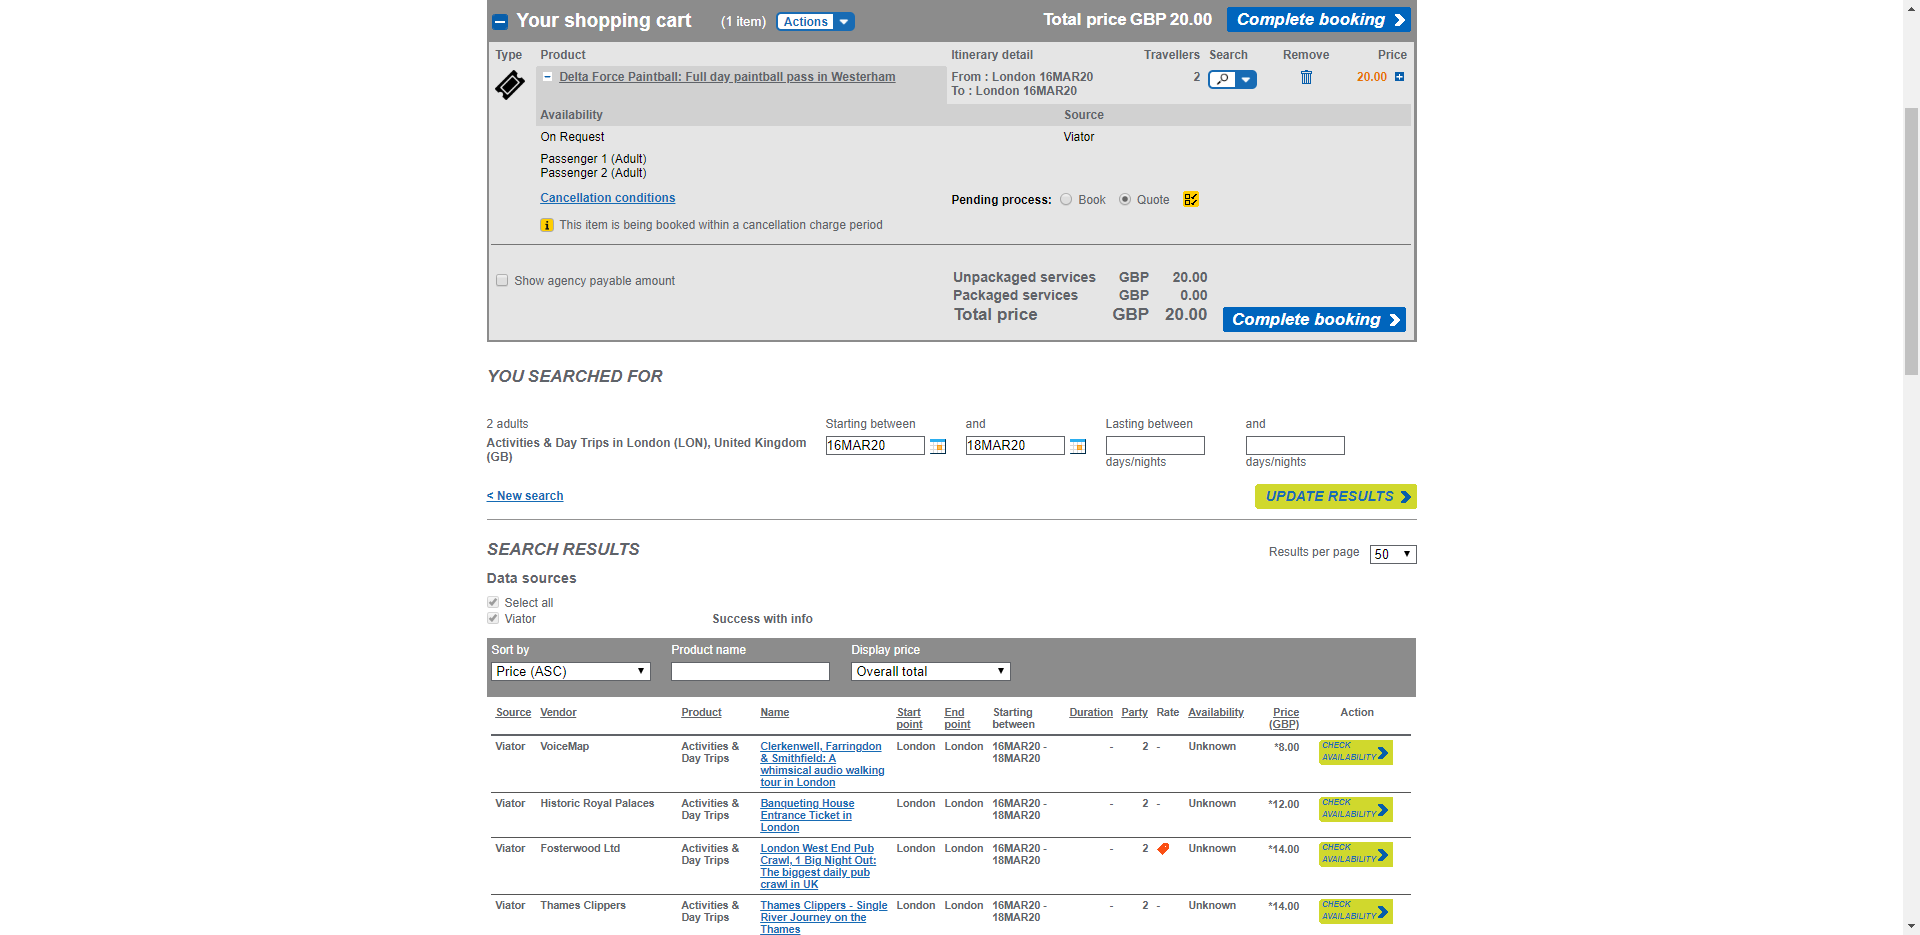 Your shopping cart (1 item) Actions Total price GBP 20.00 Complete booking
Type Product Itinerary detail Travellers Search Remove Price
Delta Force Paintball: Full day paintball pass in Westerham From : London 16MAR20 2 20.00
To : London 16MAR20
Availability Source
On Request Viator
Passenger 1 (Adult)
Passenger 2 (Adult)
Cancellation conditions Pending process: Book Quote
This item is being booked within a cancellation charge period
Show agency payable amount
Unpackaged services GBP 20.00
Packaged services GBP 0.00
Total price GBP 20.00 Complete booking
YOU SEARCHED FOR
2 adults Starting between and Lasting between and
Activities & Day Trips in London (LON), United Kingdom 16MAR20 18MAR20
(GB) days/nights days/nights
< New search UPDATE RESULTS
SEARCH RESULTS Results per page 50
Data sources
Select all
Viator Success with info
Sort by Product name Display price
Price (ASC) Overall total
Source Vendor Product Name Start End Starting Duration Party Rate Availability Price Action
point point between (GBP)
Viator VoiceMap Activities & Clerkenwell, Farringdon London London 16MAR20 - - 2 - Unknown *8.00 CHECK
Day Trips & Smithfield: A 18MAR20 AVAILABILITY
whimsical audio walking
tour in London
Viator Historic Royal Palaces Activities & Banqueting House London London 16MAR20 - - 2 - Unknown *12.00 CHECK
Day Trips Entrance Ticket in 18MAR20 AVAILABILITY
London
Viator Fosterwood Ltd Activities & London West End Pub London London 16MAR20 - - 2 Unknown *14.00 CHECK
Day Trips Crawl, 1 Big Night Out: 18MAR20 AVAILABILITY
The biggest daily pub
crawl in UK
Viator Thames Clippers Activities & Thames Clippers - Single London London 16MAR20 - - 2 - Unknown *14.00 CHECK
Day Trips River Journey on the 18MAR20 AVAILABILITY
Thames